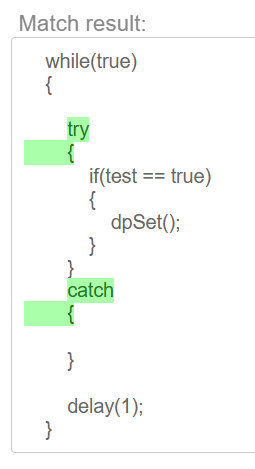 Match result:
while(true)
{
try
{
if(test == true)
{
dpSet();
}
}
catch
{
}
delay(1);
}